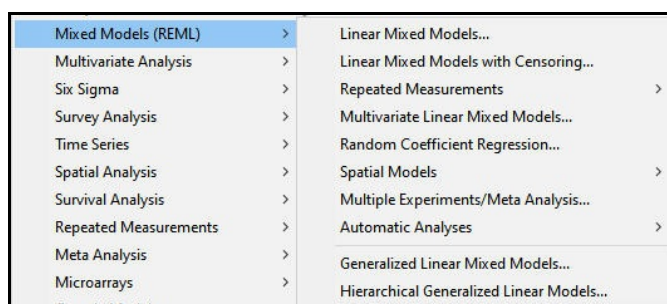 Mixed Models (REML)
Multivariate Analysis
Six Sigma
Survey Analysis
Time Series
Spatial Analysis
Survival Analysis
Repeated Measurements
Meta Analysis
Microarrays
Linear Mixed Models...
Linear Mixed Models with Censoring...
Repeated Measurements
Multivariate Linear Mixed Models...
Random Coefficient Regression...
Spatial Models
Multiple Experiments/Meta Analysis...
Automatic Analyses
Generalized Linear Mixed Models...
Hierarchical Generalized Linear Models...